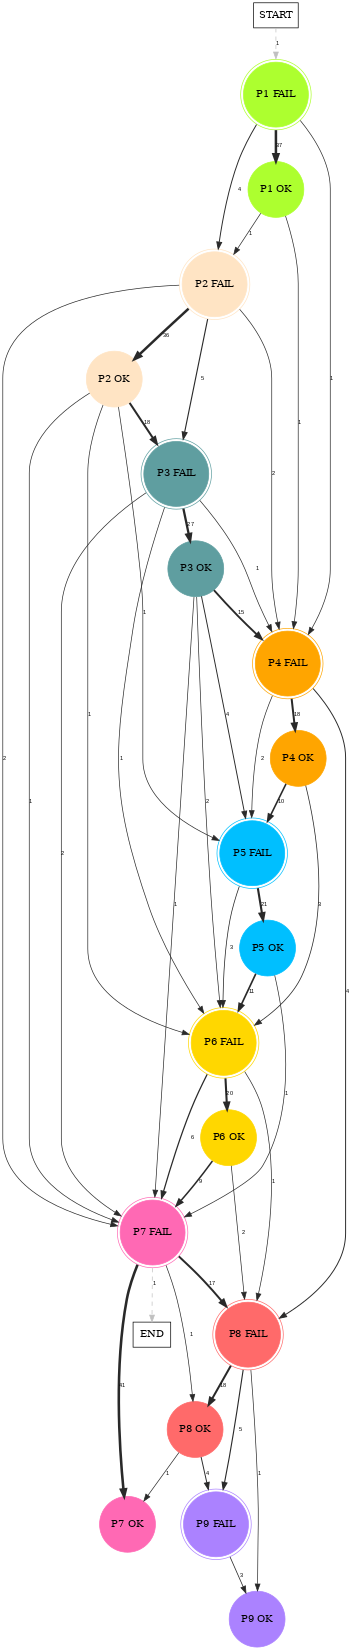 START
1
P1 FAIL
4
1
P1 OK
1
1
P2 FAIL
2
5
2
P2 OK
18
1
1
1
P3 FAIL
2
1
27
1
P3 OK
15
4
2
1
P4 FAIL
2
18
4
P4 OK
10
3
P5 FAIL
3
21
P5 OK
11
1
P6 FAIL
6
20
1
P6 OK
9
2
P7 FAIL
1
17
1
41
END
P8 FAIL
18
5
1
P8 OK
1
4
P7 OK
P9 FAIL
3
P9 OK